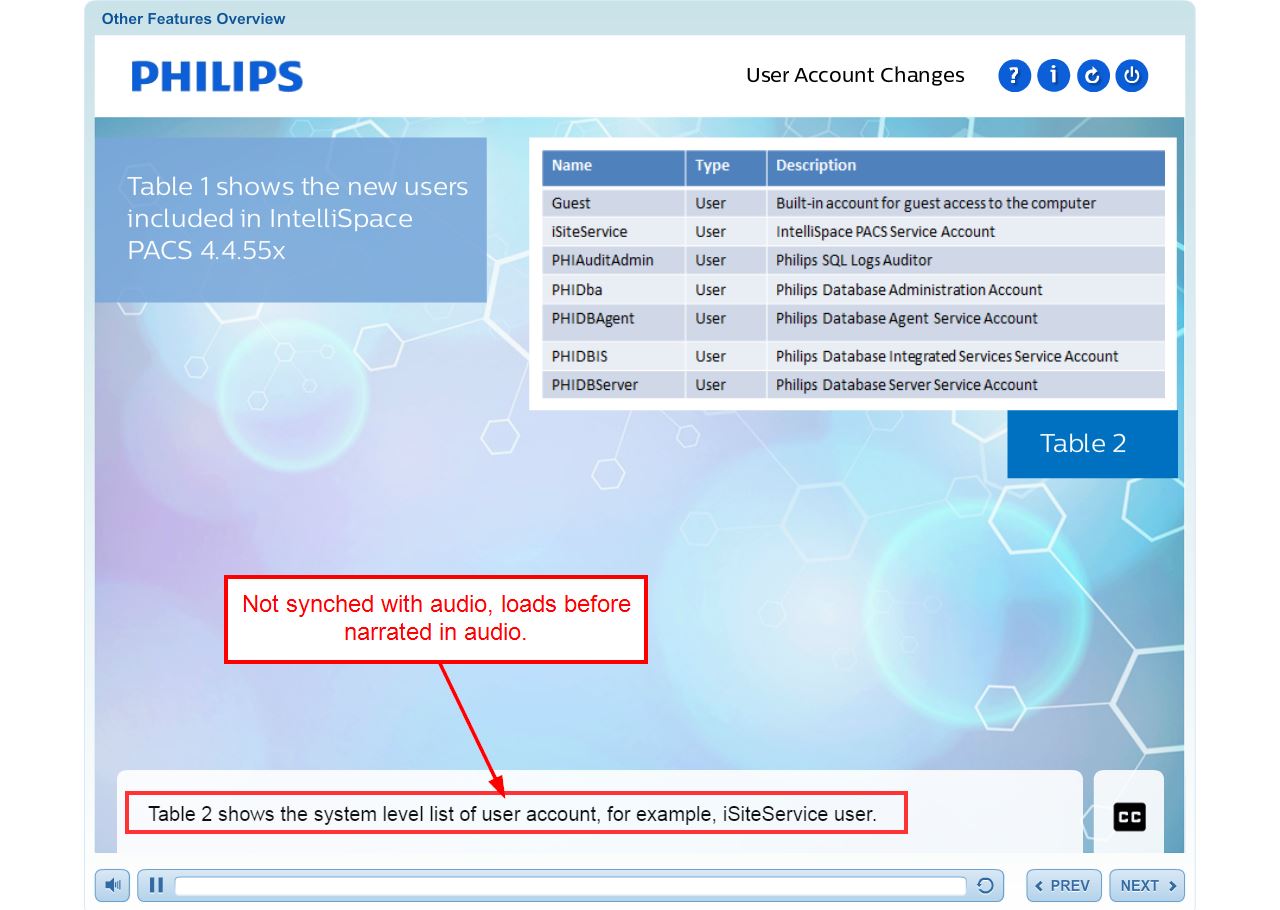 Other Features Overview
PHILIPS
User Account Changes
? i
Table 1 shows the new users
included in IntelliSpace
PACS 4.4.55x
Name Type Description
Guest User Built-in account for guest access to the computer
iSiteService User IntelliSpace PACS Service Account
PHIAuditAdmin User Philips SQL Logs Auditor
PHIDba User Philips Database Administration Account
PHIDBAgent User Philips Database Agent Service Account
PHIDBIS User Philips Database Integrated Services Service Account
PHIDBServer User Philips Database Server Service Account
Table 2
Not synched with audio, loads before
narrated in audio.
Table 2 shows the system level list of user account, for example, iSiteService user.
CC
PREV NEXT